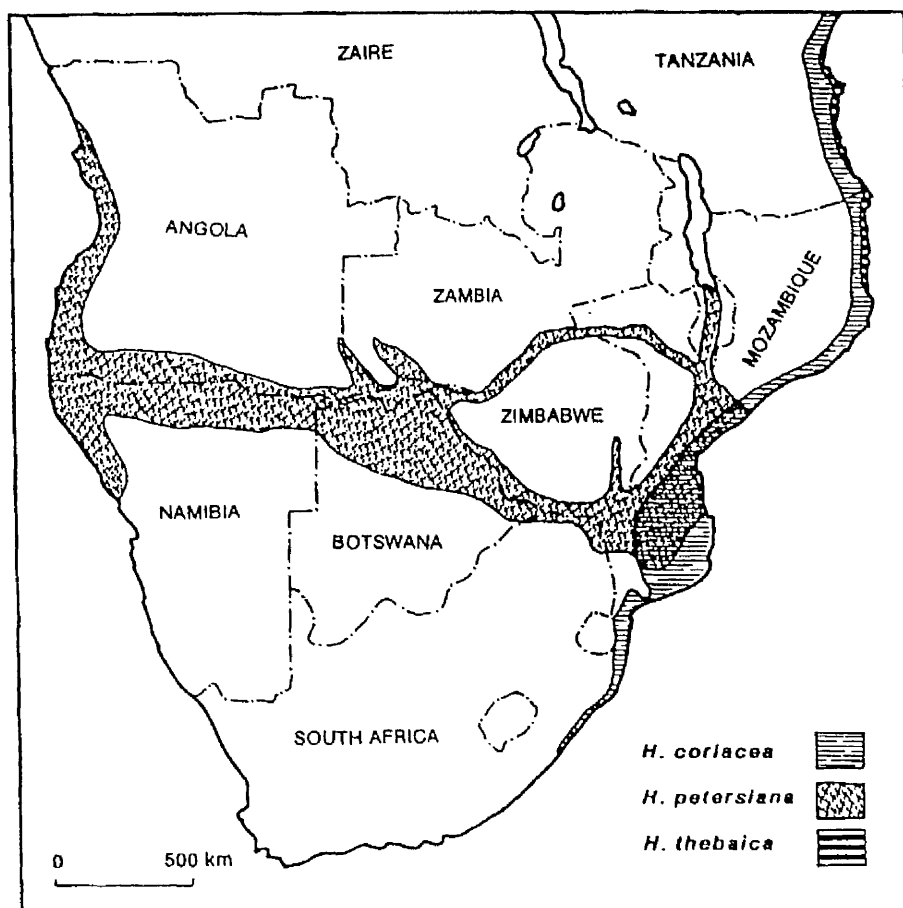 ZAIRE
TANZANIA
ANGOLA
ZAMBIA
MOZAMBIQUE
ZIMBABWE
NAMIBIA
BOTSWANA
SOUTH AFRICA
H. coriacea
H. petersiana
H. thebaica
0 500 km